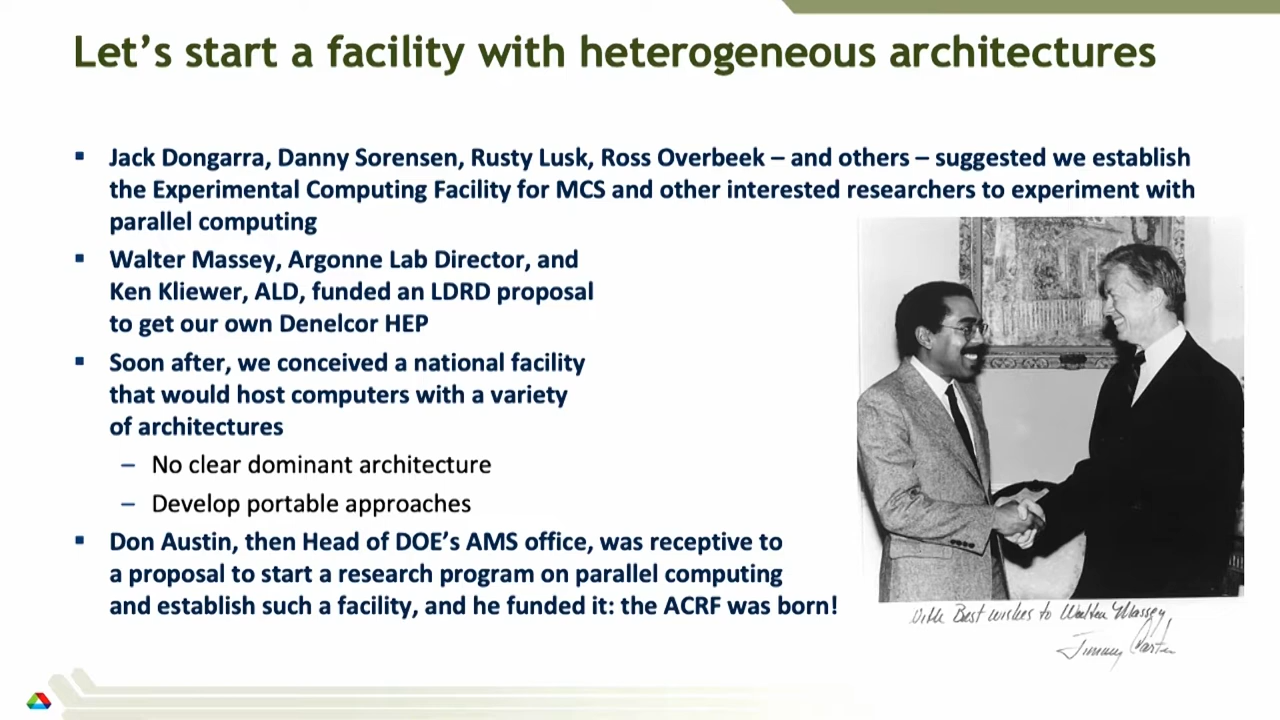 Let's start a facility with heterogeneous architectures
▪ Jack Dongarra, Danny Sorensen, Rusty Lusk, Ross Overbeek – and others – suggested we establish
the Experimental Computing Facility for MCS and other interested researchers to experiment with
parallel computing
▪ Walter Massey, Argonne Lab Director, and
Ken Kliewer, ALD, funded an LDRD proposal
to get our own Denelcor HEP
▪ Soon after, we conceived a national facility
that would host computers with a variety
of architectures
– No clear dominant architecture
– Develop portable approaches
▪ Don Austin, then Head of DOE's AMS office, was receptive to
a proposal to start a research program on parallel computing
and establish such a facility, and he funded it: the ACRF was born!
With Best wishes to Walter Massey
Jimmy Carter